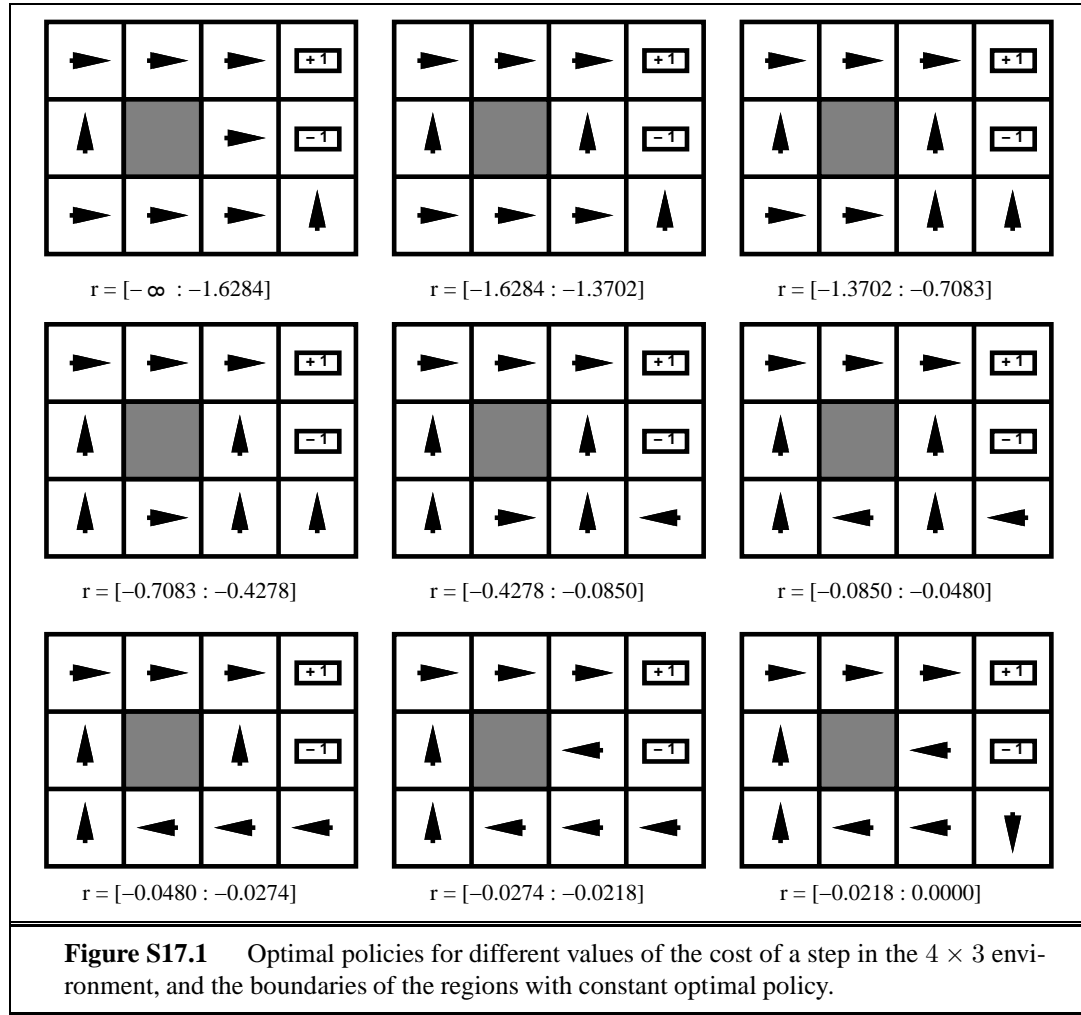 +1 +1 +1
−1 −1 −1
r = [−∞ : −1.6284] r = [−1.6284 : −1.3702] r = [−1.3702 : −0.7083]
+1 +1 +1
−1 −1 −1
r = [−0.7083 : −0.4278] r = [−0.4278 : −0.0850] r = [−0.0850 : −0.0480]
+1 +1 +1
−1 −1 −1
r = [−0.0480 : −0.0274] r = [−0.0274 : −0.0218] r = [−0.0218 : 0.0000]
Figure S17.1 Optimal policies for different values of the cost of a step in the 4 × 3 envi-
ronment, and the boundaries of the regions with constant optimal policy.